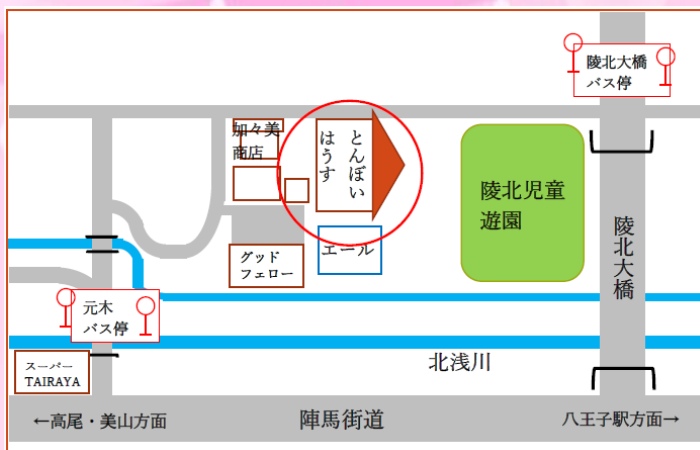 陵北大橋
バス停
加々美
商店
とんぼい
はうす
陵北児童
遊園
陵北大橋
グッド
フェロー
エール
元木
バス停
スーパー
TAIRAYA
北浅川
←高尾・美山方面
陣馬街道
八王子駅方面→